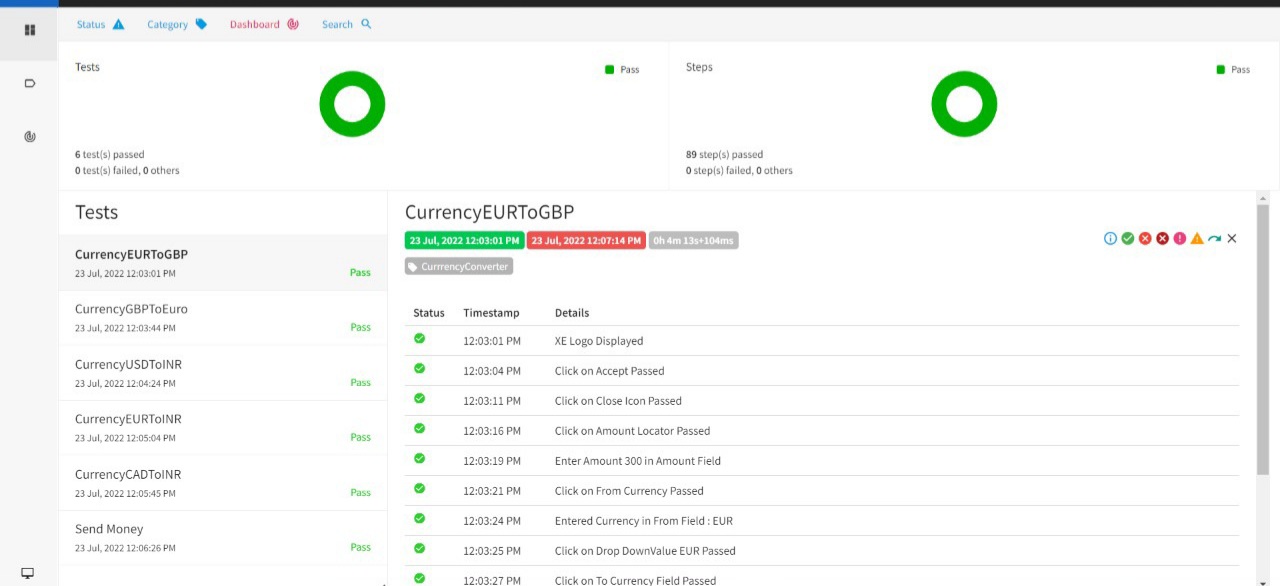 Status
Category
Dashboard
Search
Tests
Pass
6 test(s) passed
0 test(s) failed, 0 others
Steps
Pass
89 step(s) passed
0 step(s) failed, 0 others
Tests
CurrencyEURToGBP
23 Jul, 2022 12:03:01 PM
Pass
CurrencyGBPToEuro
23 Jul, 2022 12:03:44 PM
Pass
CurrencyUSDToINR
23 Jul, 2022 12:04:24 PM
Pass
CurrencyEURToINR
23 Jul, 2022 12:05:04 PM
Pass
CurrencyCADToINR
23 Jul, 2022 12:05:45 PM
Pass
Send Money
23 Jul, 2022 12:06:26 PM
Pass
CurrencyEURToGBP
23 Jul, 2022 12:03:01 PM 23 Jul, 2022 12:07:14 PM 0h 4m 13s+104ms
CurrrencyConverter
Status Timestamp Details
12:03:01 PM XE Logo Displayed
12:03:04 PM Click on Accept Passed
12:03:11 PM Click on Close Icon Passed
12:03:16 PM Click on Amount Locator Passed
12:03:19 PM Enter Amount 300 in Amount Field
12:03:21 PM Click on From Currency Passed
12:03:24 PM Entered Currency in From Field : EUR
12:03:25 PM Click on Drop DownValue EUR Passed
12:03:27 PM Click on To Currency Field Passed